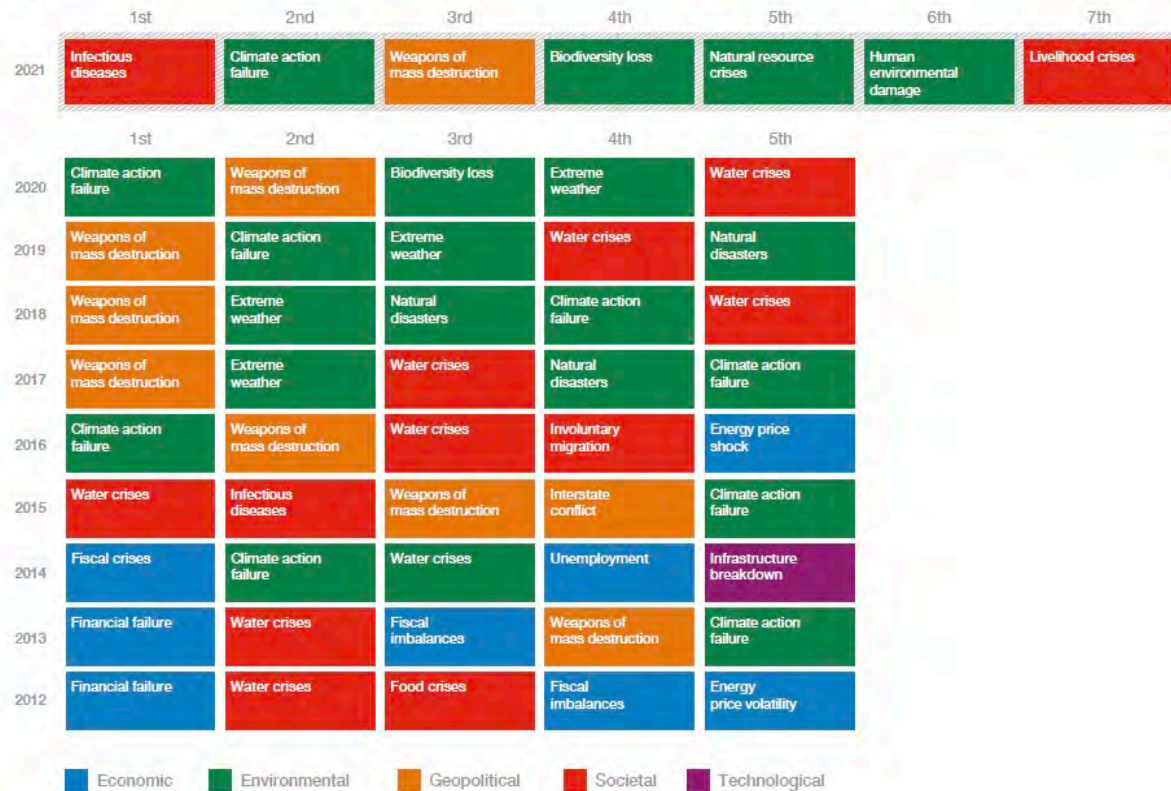 1st 2nd 3rd 4th 5th 6th 7th
2021
Infectious
diseases
Climate action
failure
Weapons of
mass destruction
Biodiversity loss
Natural resource
crises
Human
environmental
damage
Livelihood crises
1st 2nd 3rd 4th 5th
2020
Climate action
failure
Weapons of
mass destruction
Biodiversity loss
Extreme
weather
Water crises
2019
Weapons of
mass destruction
Climate action
failure
Extreme
weather
Water crises
Natural
disasters
2018
Weapons of
mass destruction
Extreme
weather
Natural
disasters
Climate action
failure
Water crises
2017
Weapons of
mass destruction
Extreme
weather
Water crises
Natural
disasters
Climate action
failure
2016
Climate action
failure
Weapons of
mass destruction
Water crises
Involuntary
migration
Energy price
shock
2015
Water crises
Infectious
diseases
Weapons of
mass destruction
Interstate
conflict
Climate action
failure
2014
Fiscal crises
Climate action
failure
Water crises
Unemployment
Infrastructure
breakdown
2013
Financial failure
Water crises
Fiscal
imbalances
Weapons of
mass destruction
Climate action
failure
2012
Financial failure
Water crises
Food crises
Fiscal
imbalances
Energy
price volatility
Economic Environmental Geopolitical Societal Technological